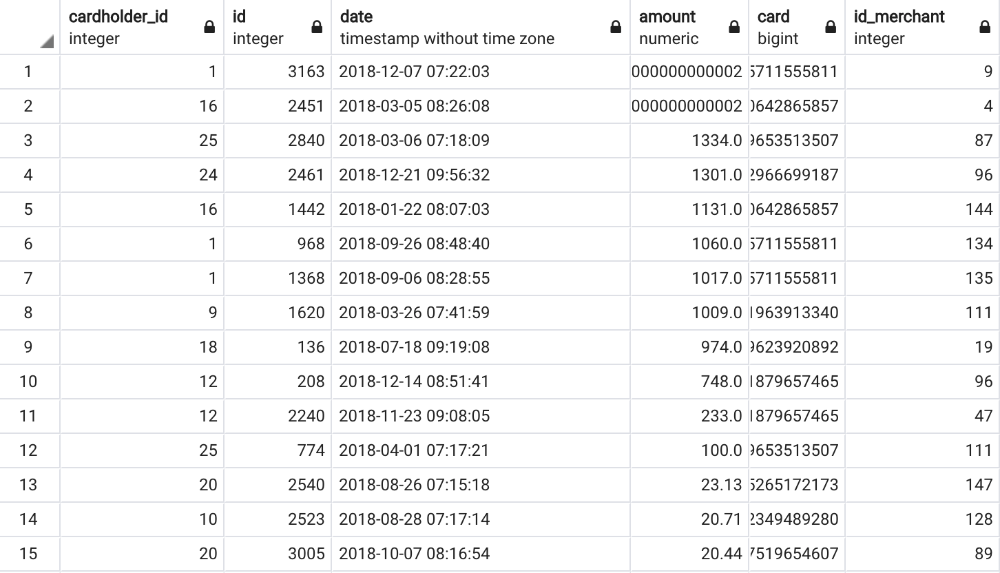 cardholder_id id date amount card id_merchant
integer integer timestamp without time zone numeric bigint integer
1 1 3163 2018-12-07 07:22:03 000000000002 5711555811 9
2 16 2451 2018-03-05 08:26:08 000000000002 0642865857 4
3 25 2840 2018-03-06 07:18:09 1334.0 9653513507 87
4 24 2461 2018-12-21 09:56:32 1301.0 2966699187 96
5 16 1442 2018-01-22 08:07:03 1131.0 0642865857 144
6 1 968 2018-09-26 08:48:40 1060.0 5711555811 134
7 1 1368 2018-09-06 08:28:55 1017.0 5711555811 135
8 9 1620 2018-03-26 07:41:59 1009.0 1963913340 111
9 18 136 2018-07-18 09:19:08 974.0 9623920892 19
10 12 208 2018-12-14 08:51:41 748.0 1879657465 96
11 12 2240 2018-11-23 09:08:05 233.0 1879657465 47
12 25 774 2018-04-01 07:17:21 100.0 9653513507 111
13 20 2540 2018-08-26 07:15:18 23.13 5265172173 147
14 10 2523 2018-08-28 07:17:14 20.71 2349489280 128
15 20 3005 2018-10-07 08:16:54 20.44 7519654607 89